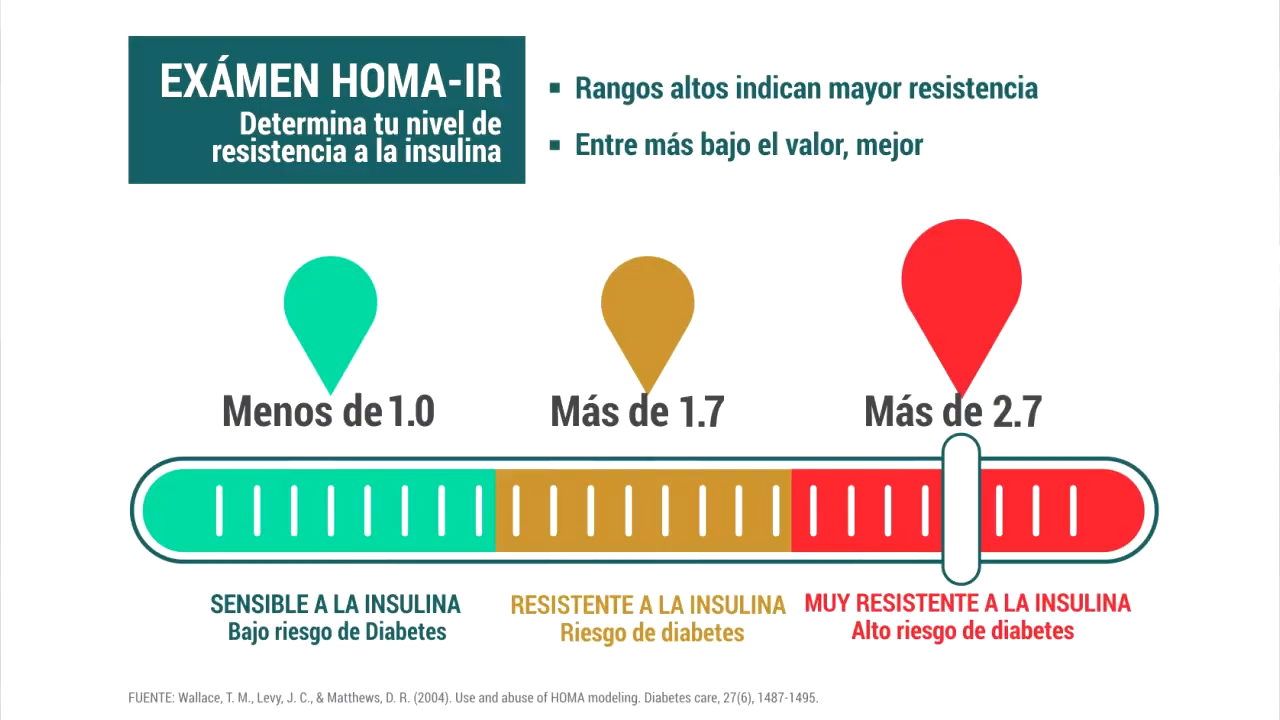 EXÁMEN HOMA-IR
Determina tu nivel de
resistencia a la insulina
▪ Rangos altos indican mayor resistencia
▪ Entre más bajo el valor, mejor
Menos de 1.0
Más de 1.7
Más de 2.7
SENSIBLE A LA INSULINA
Bajo riesgo de Diabetes
RESISTENTE A LA INSULINA
Riesgo de diabetes
MUY RESISTENTE A LA INSULINA
Alto riesgo de diabetes
FUENTE: Wallace, T. M., Levy, J. C., & Matthews, D. R. (2004). Use and abuse of HOMA modeling. Diabetes care, 27(6), 1487-1495.